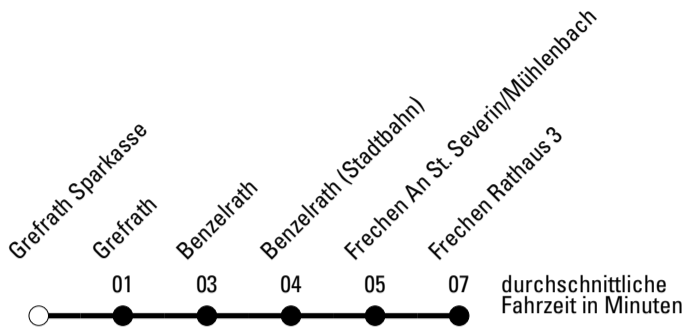 Grefrath Sparkasse
Grefrath
Benzelrath
Benzelrath (Stadtbahn)
Frechen An St. Severin/Mühlenbach
Frechen Rathaus 3
01 03 04 05 07
durchschnittliche
Fahrzeit in Minuten